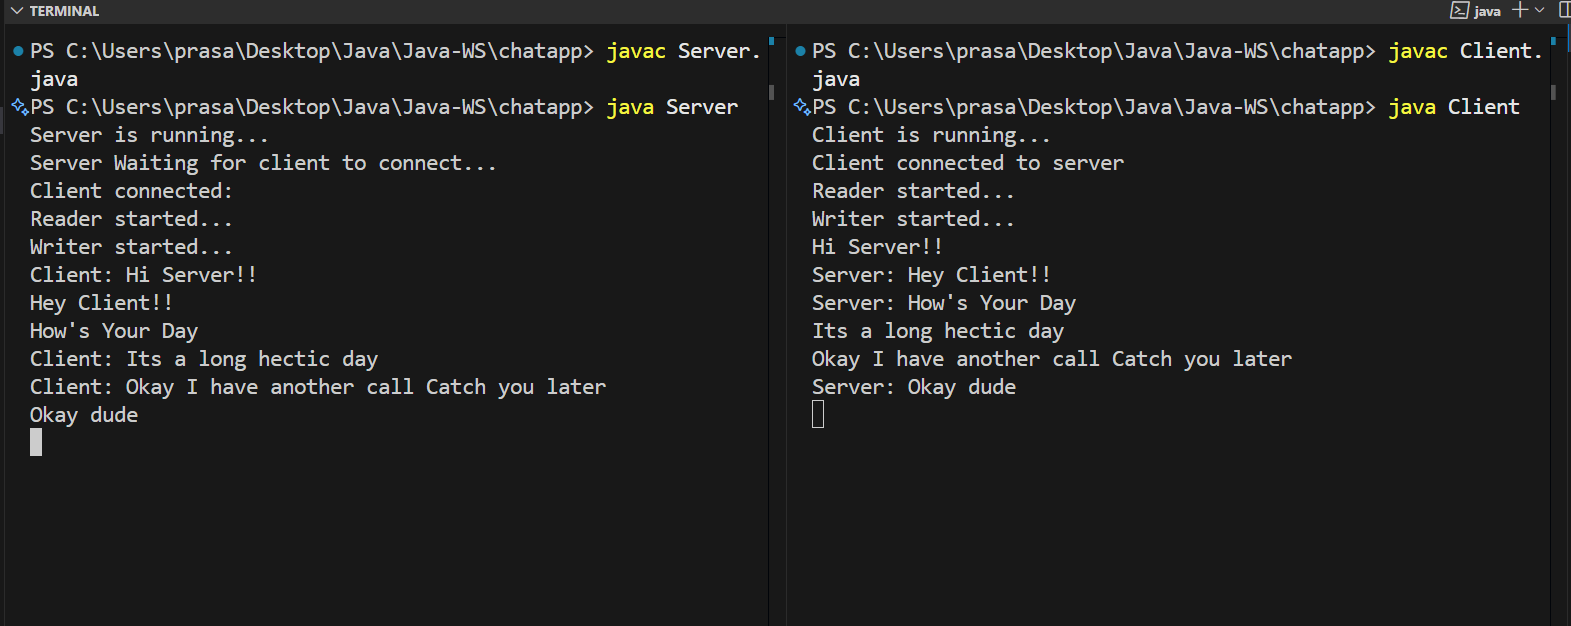 TERMINAL
java
PS C:\Users\prasa\Desktop\Java\Java-WS\chatapp> javac Server.
java
PS C:\Users\prasa\Desktop\Java\Java-WS\chatapp> java Server
Server is running...
Server Waiting for client to connect...
Client connected:
Reader started...
Writer started...
Client: Hi Server!!
Hey Client!!
How's Your Day
Client: Its a long hectic day
Client: Okay I have another call Catch you later
Okay dude
PS C:\Users\prasa\Desktop\Java\Java-WS\chatapp> javac Client.
java
PS C:\Users\prasa\Desktop\Java\Java-WS\chatapp> java Client
Client is running...
Client connected to server
Reader started...
Writer started...
Hi Server!!
Server: Hey Client!!
Server: How's Your Day
Its a long hectic day
Okay I have another call Catch you later
Server: Okay dude